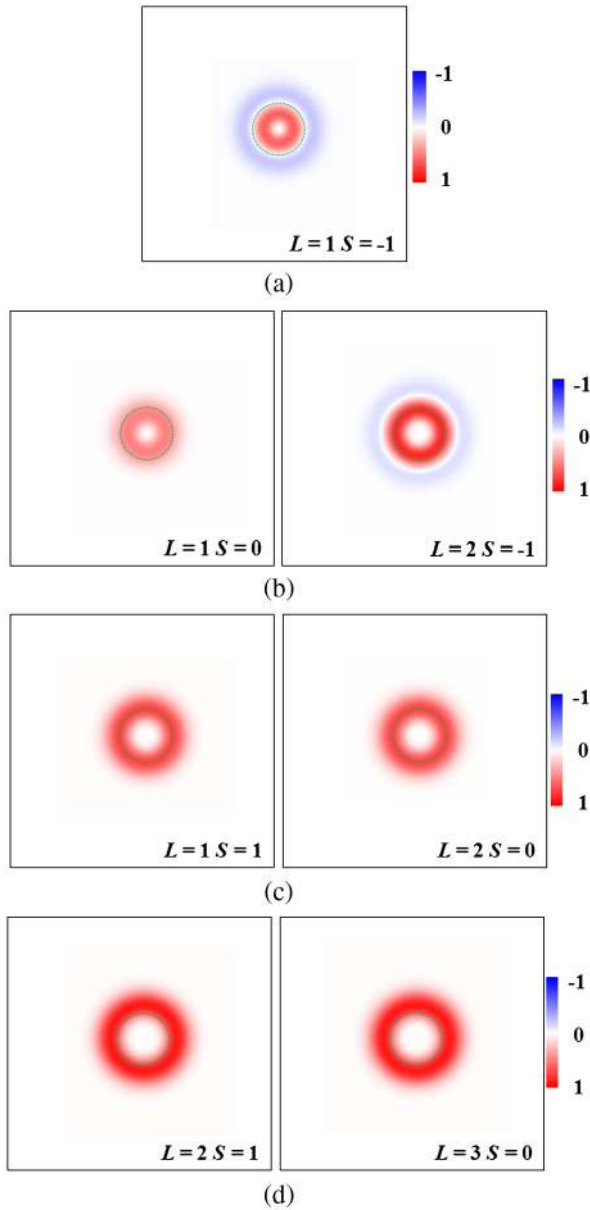 -1
0
1
L = 1 S = -1
(a)
L = 1 S = 0
L = 2 S = -1
-1
0
1
(b)
L = 1 S = 1
L = 2 S = 0
-1
0
1
(c)
L = 2 S = 1
L = 3 S = 0
-1
0
1
(d)